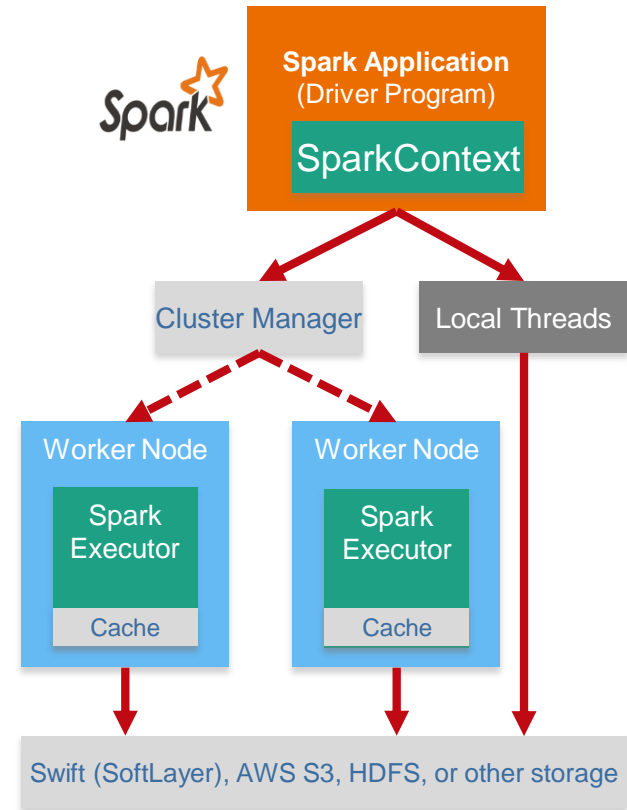 Spark
Spark Application
(Driver Program)
SparkContext
Cluster Manager
Local Threads
Worker Node
Spark
Executor
Cache
Worker Node
Spark
Executor
Cache
Swift (SoftLayer), AWS S3, HDFS, or other storage